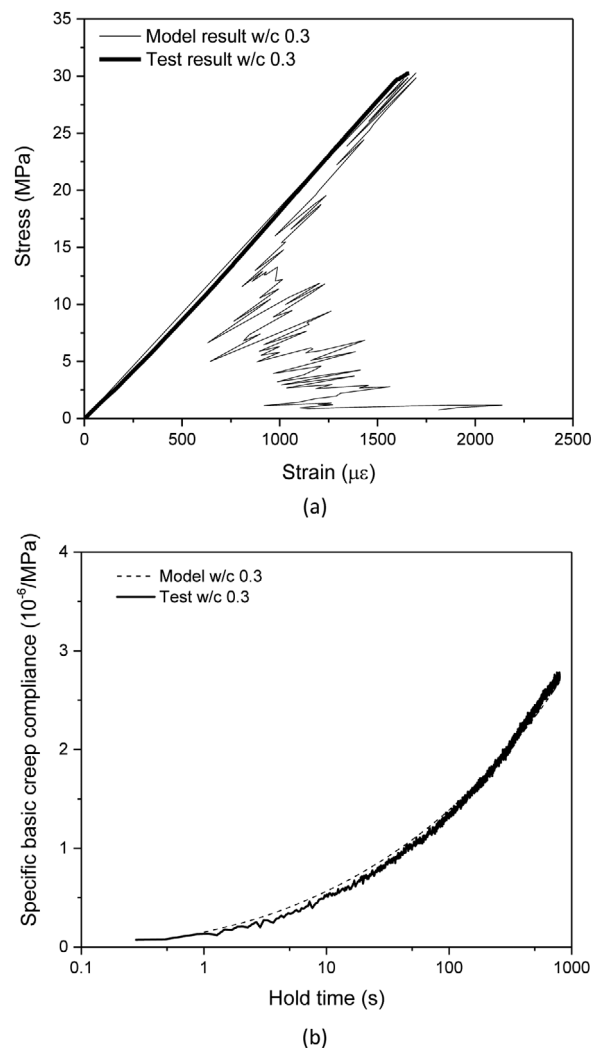 Model result w/c 0.3
Test result w/c 0.3
Stress (MPa)
35
30
25
20
15
10
5
0
0 500 1000 1500 2000 2500
Strain (με)
(a)
Model w/c 0.3
Test w/c 0.3
Specific basic creep compliance (10⁻⁶/MPa)
4
3
2
1
0
0.1 1 10 100 1000
Hold time (s)
(b)